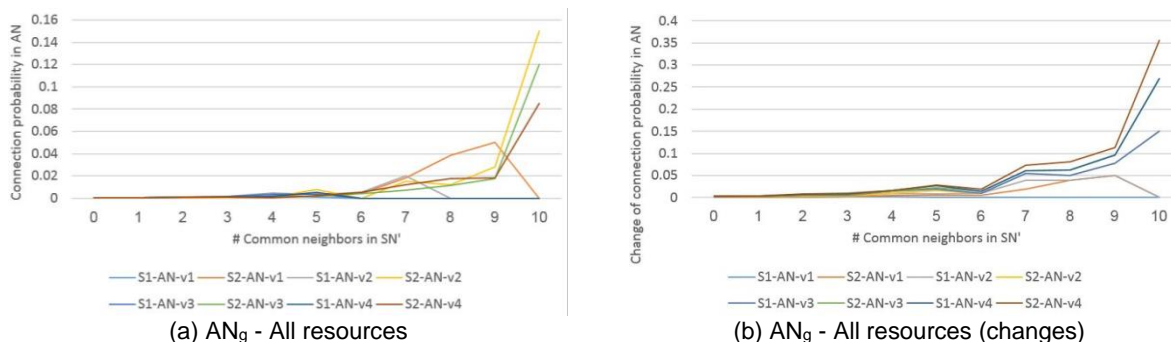 Connection probability in AN
0.16
0.14
0.12
0.1
0.08
0.06
0.04
0.02
0
0 1 2 3 4 5 6 7 8 9 10
# Common neighbors in SN'
S1-AN-v1 S2-AN-v1 S1-AN-v2 S2-AN-v2
S1-AN-v3 S2-AN-v3 S1-AN-v4 S2-AN-v4
(a) ANg - All resources
Change of connection probability in AN
0.4
0.35
0.3
0.25
0.2
0.15
0.1
0.05
0
0 1 2 3 4 5 6 7 8 9 10
# Common neighbors in SN'
S1-AN-v1 S2-AN-v1 S1-AN-v2 S2-AN-v2
S1-AN-v3 S2-AN-v3 S1-AN-v4 S2-AN-v4
(b) ANg - All resources (changes)